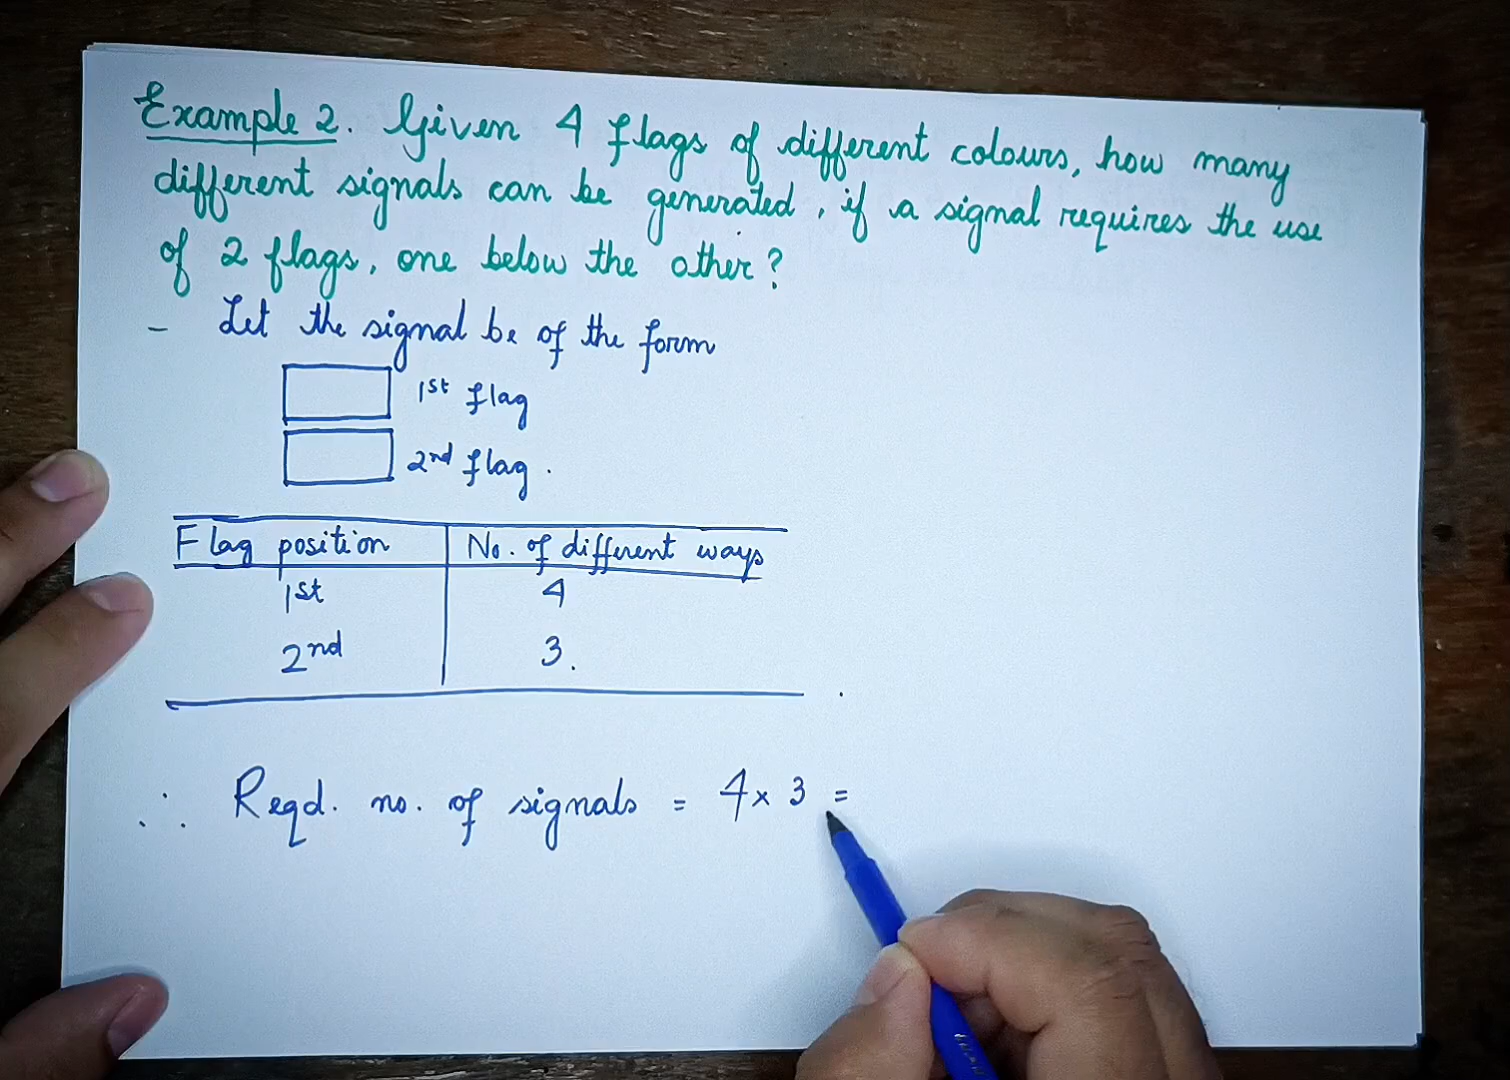 Example 2. Given 4 flags of different colours, how many
different signals can be generated, if a signal requires the use
of 2 flags, one below the other?
- Let the signal be of the form
1st flag
2nd flag.
Flag position No. of different ways
1st 4
2nd 3.
∴ Reqd. no. of signals = 4 x 3 =